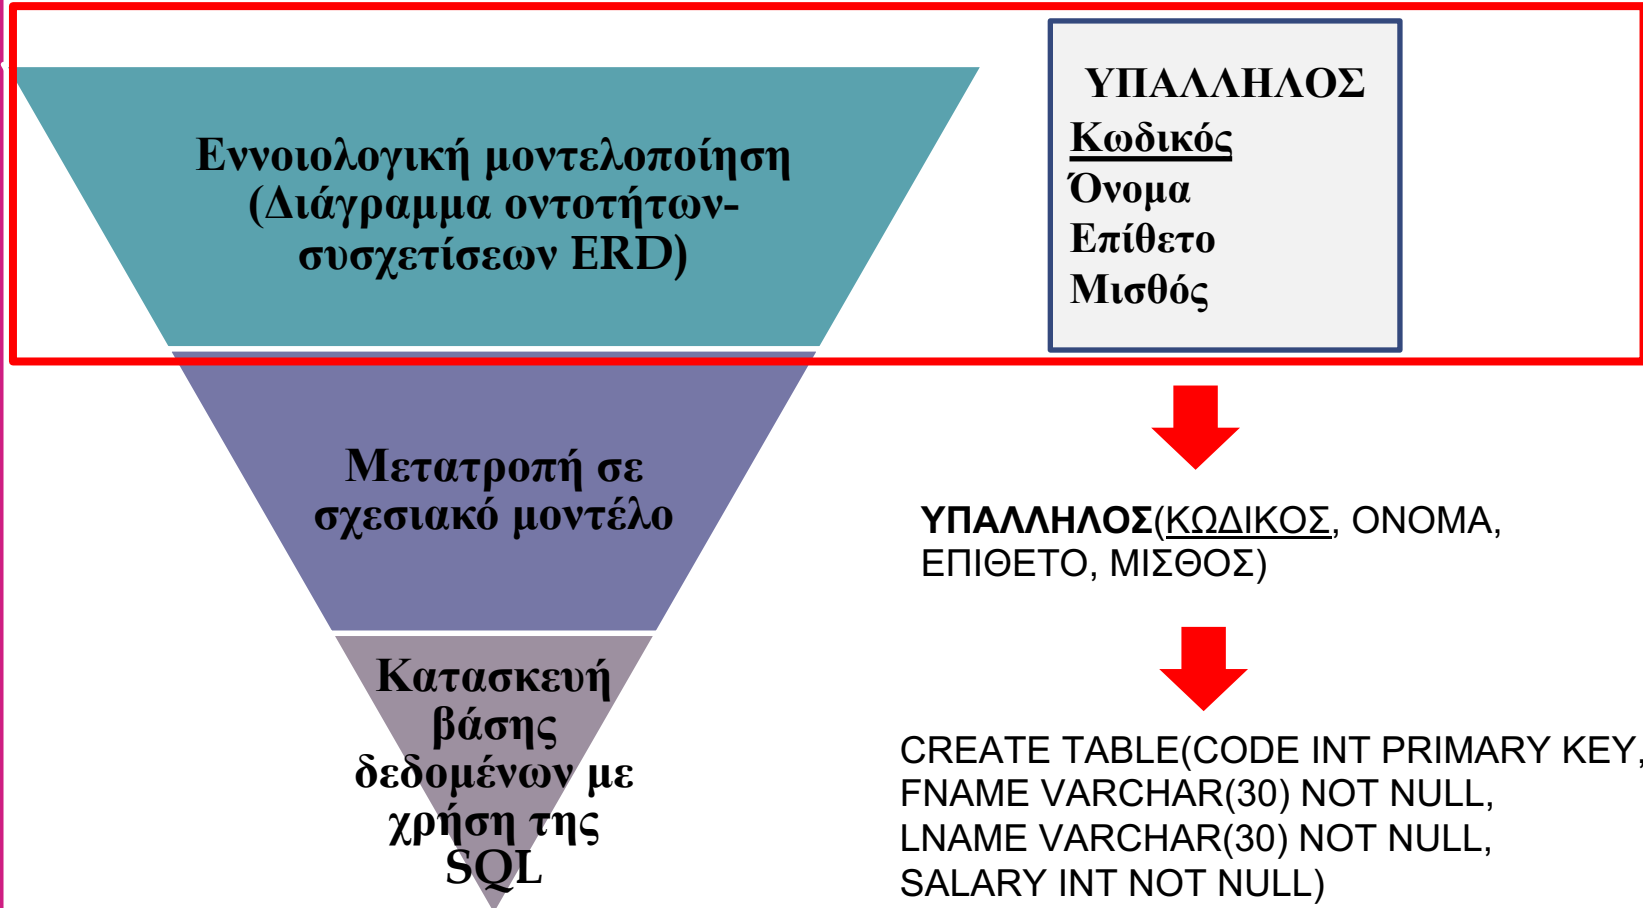 Εννοιολογική μοντελοποίηση
(Διάγραμμα οντοτήτων-
συσχετίσεων ERD)
ΥΠΑΛΛΗΛΟΣ
Κωδικός
Όνομα
Επίθετο
Μισθός
Μετατροπή σε
σχεσιακό μοντέλο
ΥΠΑΛΛΗΛΟΣ(ΚΩΔΙΚΟΣ, ΟΝΟΜΑ,
ΕΠΙΘΕΤΟ, ΜΙΣΘΟΣ)
Κατασκευή
βάσης
δεδομένων με
χρήση της
SQL
CREATE TABLE(CODE INT PRIMARY KEY,
FNAME VARCHAR(30) NOT NULL,
LNAME VARCHAR(30) NOT NULL,
SALARY INT NOT NULL)